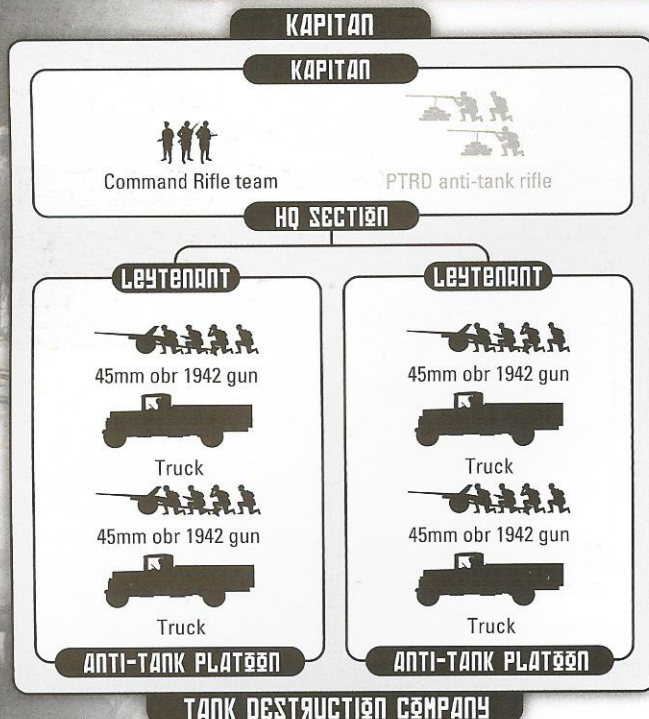 KAPITAN
KAPITAN
Command Rifle team
PTRD anti-tank rifle
HQ SECTION
LEYTENANT
LEYTENANT
45mm obr 1942 gun
45mm obr 1942 gun
Truck
Truck
45mm obr 1942 gun
45mm obr 1942 gun
Truck
Truck
ANTI-TANK PLATOON
ANTI-TANK PLATOON
TANK DESTRUCTION COMPANY